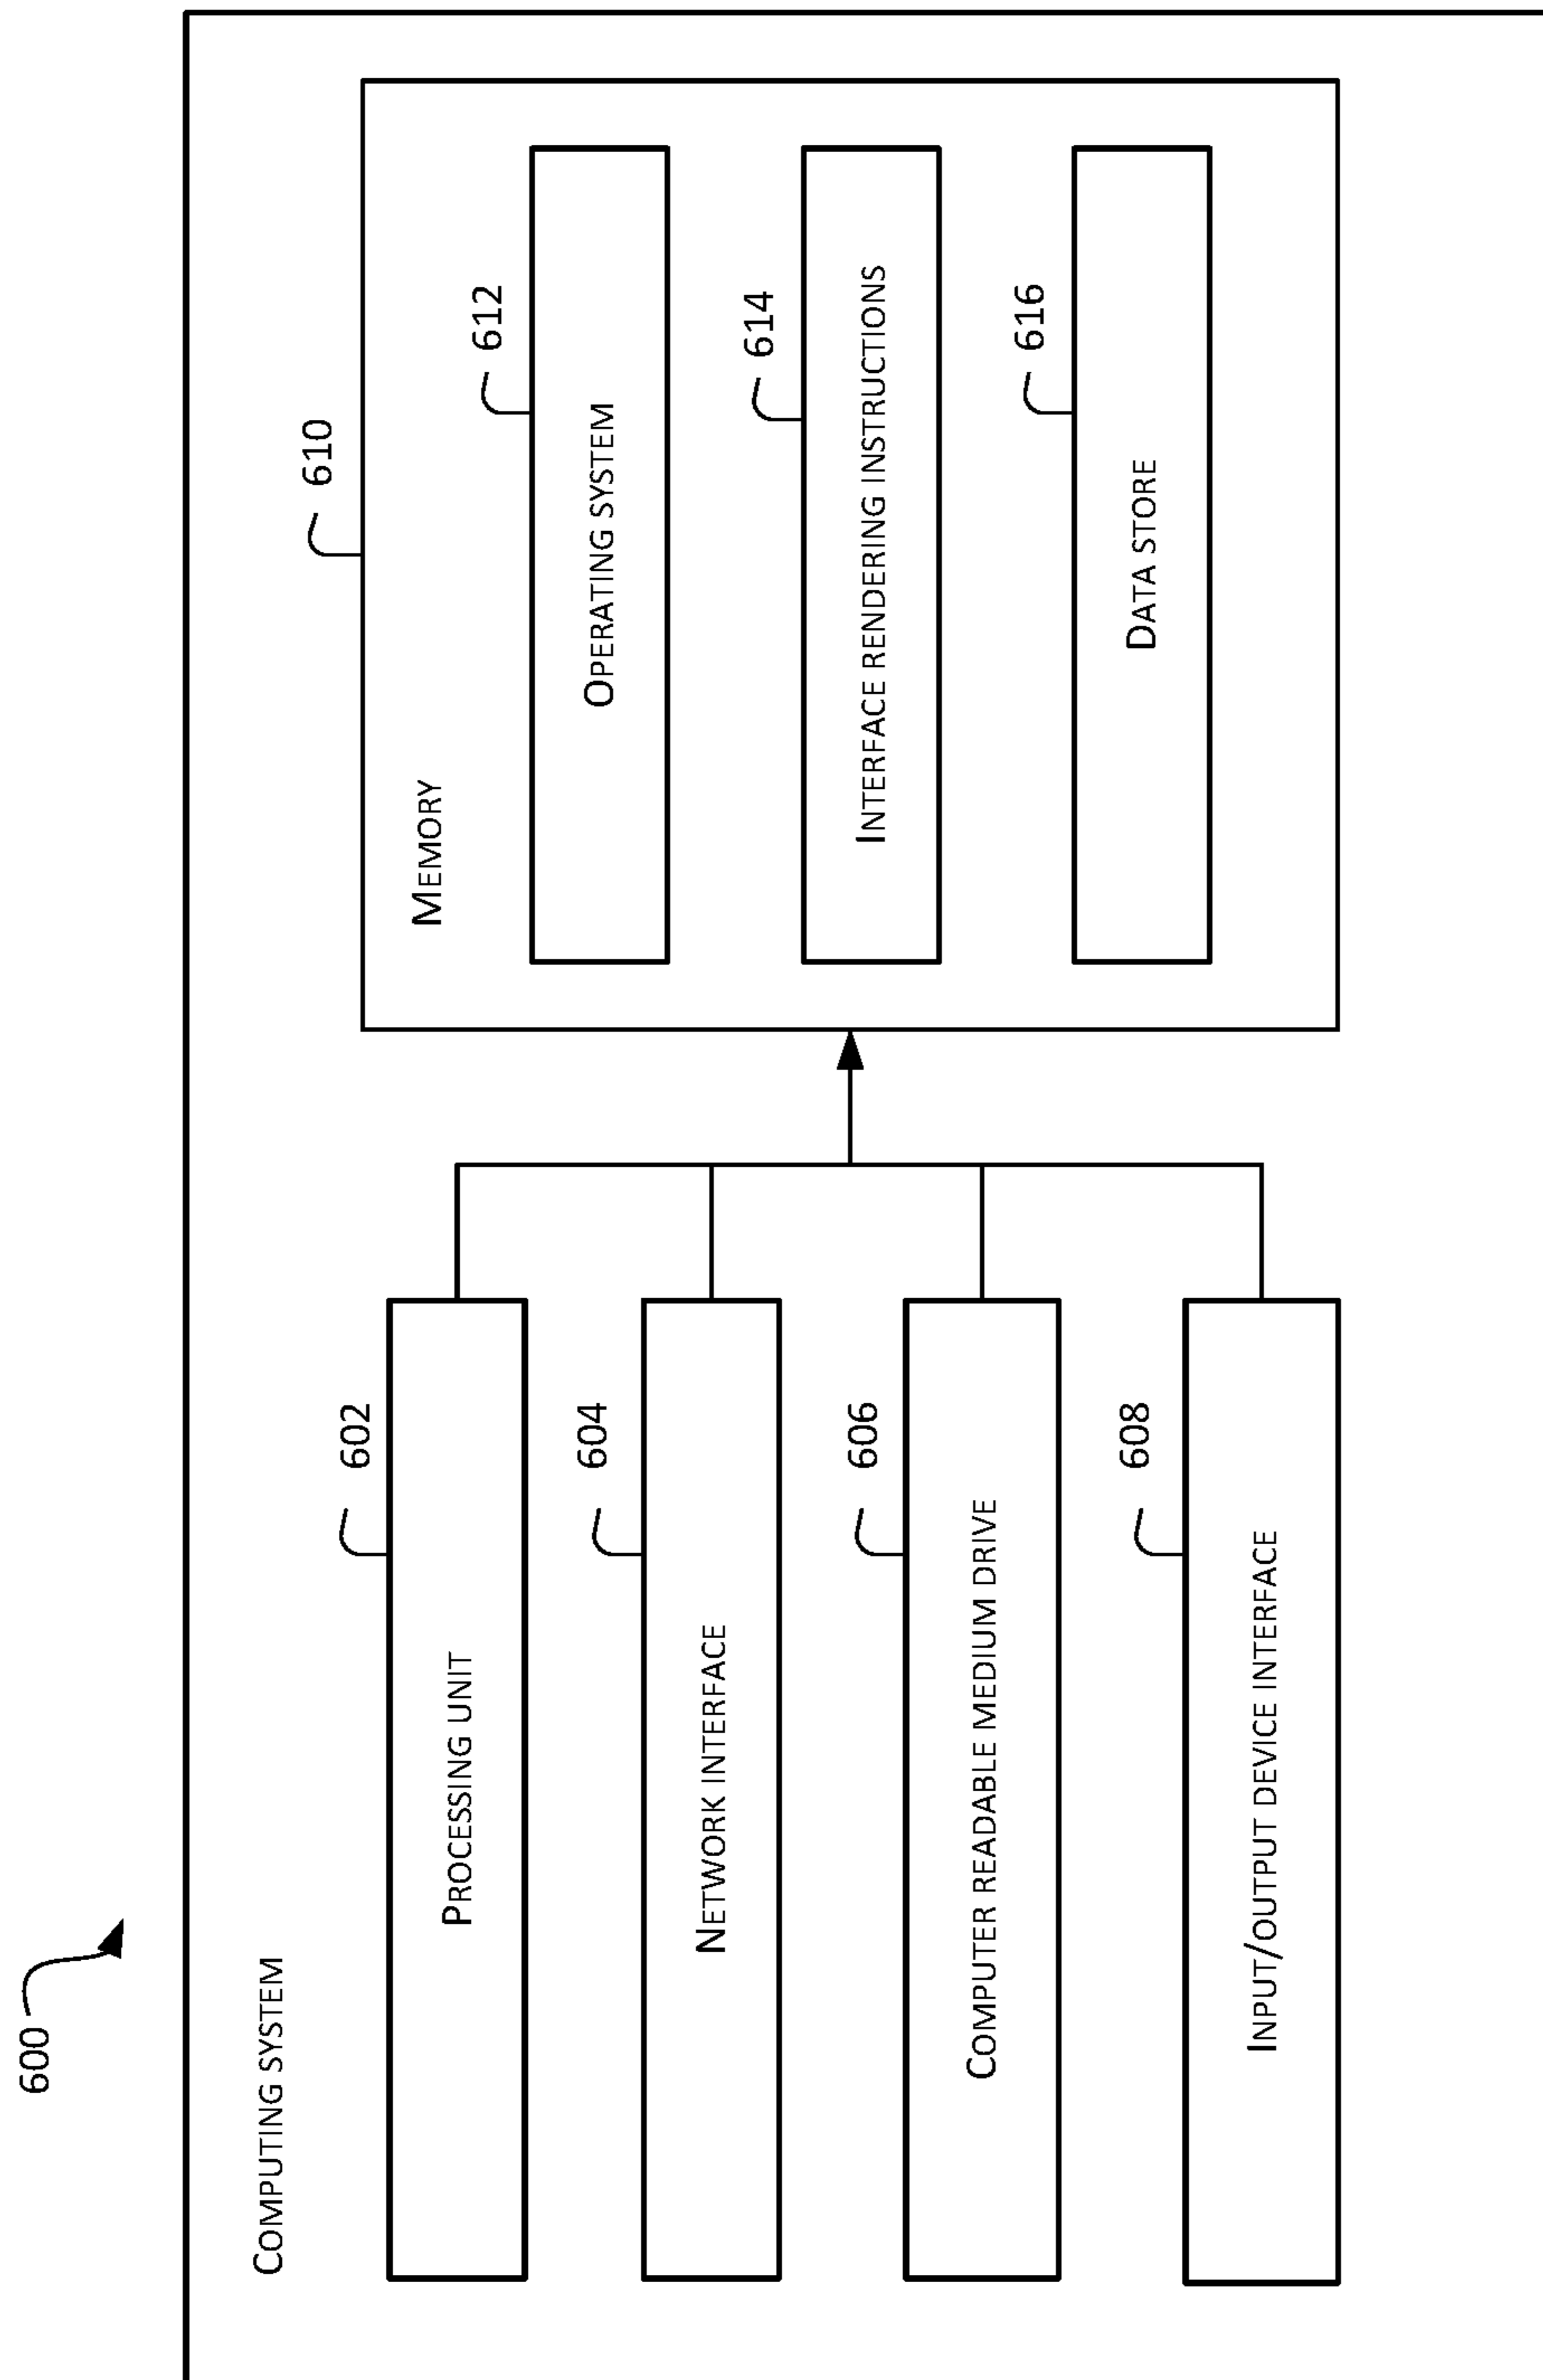 600
COMPUTING SYSTEM
602
PROCESSING UNIT
604
NETWORK INTERFACE
606
COMPUTER READABLE MEDIUM DRIVE
608
INPUT/OUTPUT DEVICE INTERFACE
610
MEMORY
612
OPERATING SYSTEM
614
INTERFACE RENDERING INSTRUCTIONS
616
DATA STORE